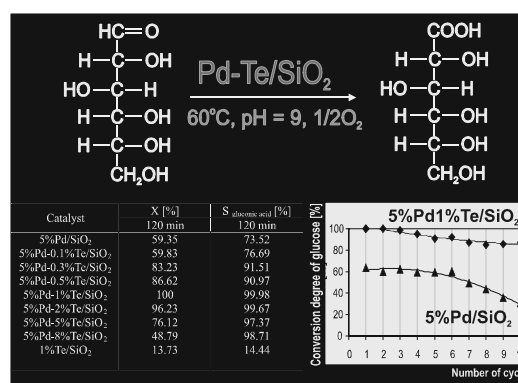 HC=O
H—C—OH
HO—C—H
H—C—OH
H—C—OH
CH₂OH
Pd-Te/SiO₂
60°C, pH = 9, 1/2O₂
COOH
H—C—OH
HO—C—H
H—C—OH
H—C—OH
CH₂OH
Catalyst X [%] S gluconic acid [%]
120 min 120 min
5%Pd/SiO₂ 59.35 73.52
5%Pd-0.1%Te/SiO₂ 59.83 76.69
5%Pd-0.3%Te/SiO₂ 83.23 91.51
5%Pd-0.5%Te/SiO₂ 86.62 90.97
5%Pd-1%Te/SiO₂ 100 99.98
5%Pd-2%Te/SiO₂ 96.23 99.67
5%Pd-5%Te/SiO₂ 76.12 97.37
5%Pd-8%Te/SiO₂ 48.79 98.71
1%Te/SiO₂ 13.73 14.44
Conversion degree of glucose [%]
100
80
60
40
20
0
5%Pd1%Te/SiO₂
5%Pd/SiO₂
0 1 2 3 4 5 6 7 8 9
Number of cyc